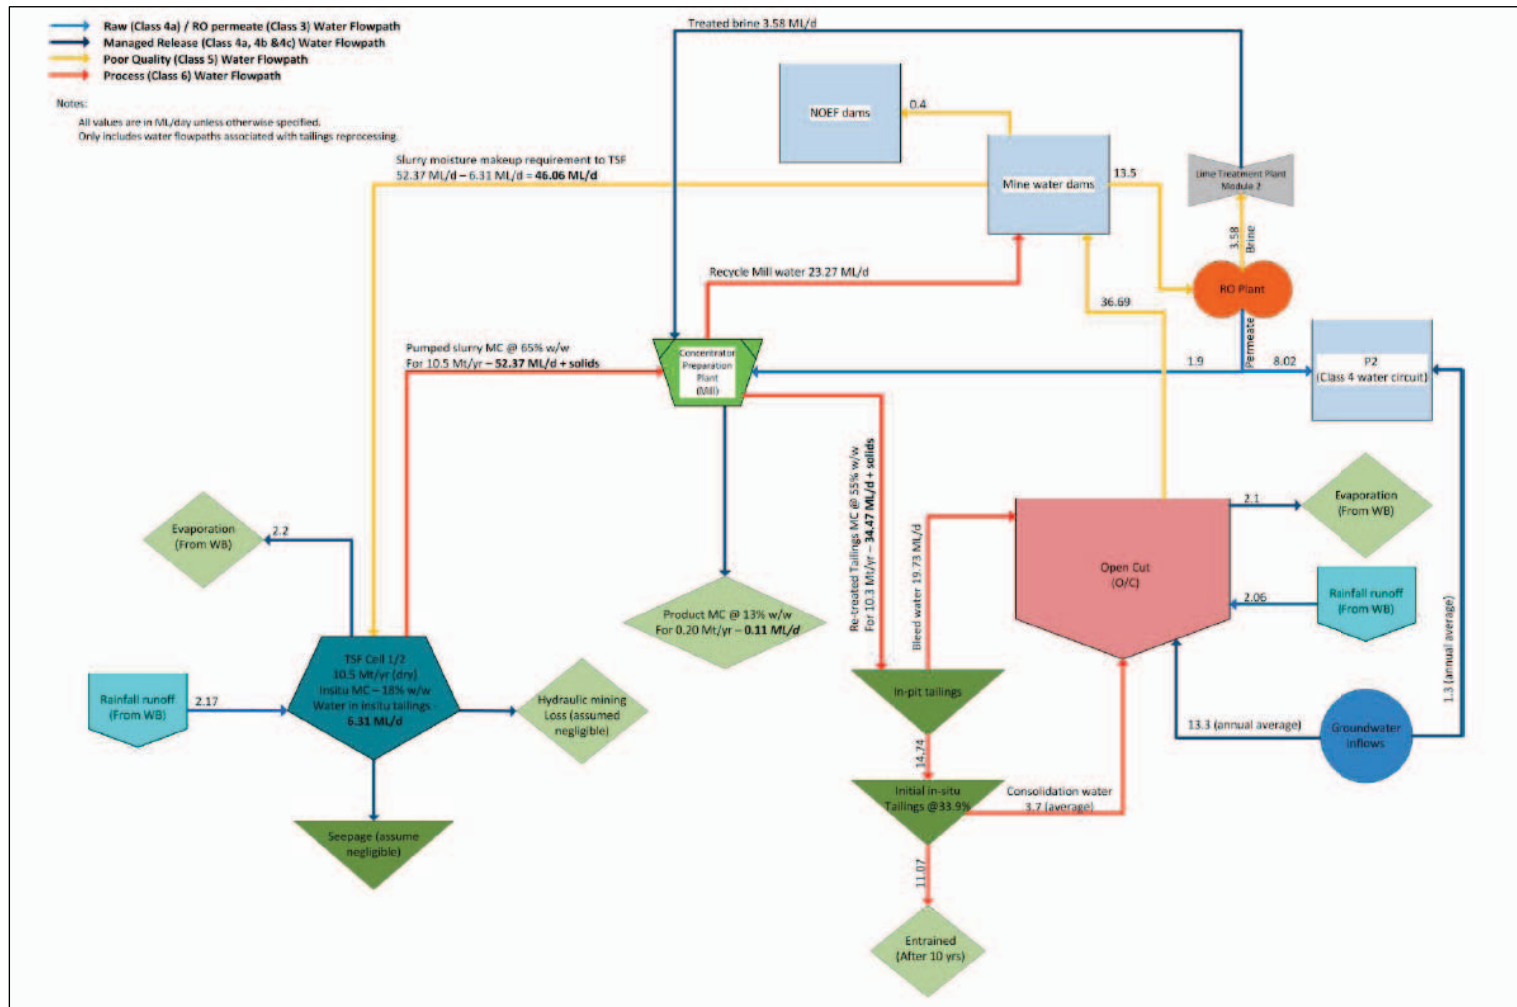 Raw (Class 4a) / RO permeate (Class 3) Water Flowpath
Managed Release (Class 4a, 4b &4c) Water Flowpath
Poor Quality (Class 5) Water Flowpath
Process (Class 6) Water Flowpath
Notes:
All values are in ML/day unless otherwise specified.
Only includes water flowpaths associated with tailings reprocessing.
Treated brine 3.58 ML/d
NOEF dams
0.4
Slurry moisture makeup requirement to TSF
52.37 ML/d – 6.31 ML/d = 46.06 ML/d
Mine water dams
13.5
Lime Treatment Plant
Module 2
3.58
Brine
RO Plant
Recycle Mill water 23.27 ML/d
36.69
Permeate
Pumped slurry MC @ 65% w/w
For 10.5 Mt/yr – 52.37 ML/d + solids
Concentrator
Preparation
Plant
(Mill)
1.9
8.02
P2
(Class 4 water circuit)
Re-treated Tailings MC @ 55% w/w
For 10.3 Mt/yr – 34.47 ML/d + solids
Bleed water 19.73 ML/d
Evaporation
(From WB)
2.2
2.1
Evaporation
(From WB)
Open Cut
(O/C)
2.06
Rainfall runoff
(From WB)
Product MC @ 13% w/w
For 0.20 Mt/yr – 0.11 ML/d
1.3 (annual average)
TSF Cell 1/2
10.5 Mt/yr (dry)
Insitu MC – 18% w/w
Water in insitu tailings -
6.31 ML/d
Rainfall runoff
(From WB)
2.17
Hydraulic mining
Loss (assumed
negligible)
In-pit tailings
13.3 (annual average)
Groundwater
inflows
14.74
Initial in-situ
Tailings @33.9%
Consolidation water
3.7 (average)
Seepage (assume
negligible)
11.07
Entrained
(After 10 yrs)